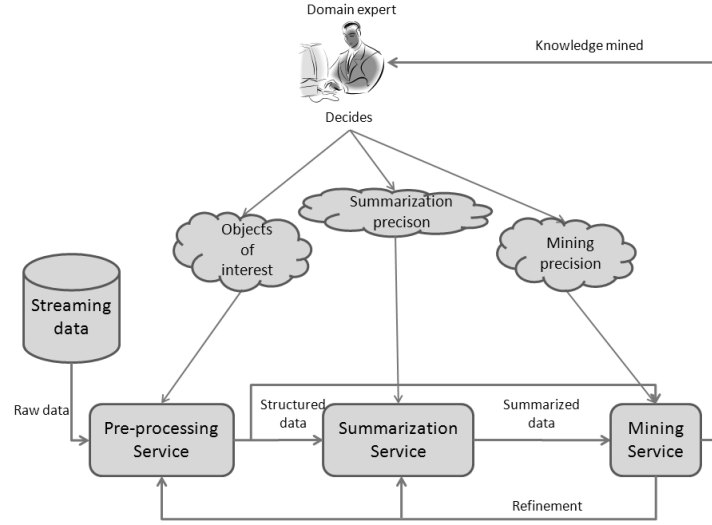 Domain expert
Knowledge mined
Decides
Summarization
precison
Objects
of
interest
Mining
precision
Streaming
data
Raw data
Structured
data
Summarized
data
Pre-processing
Service
Summarization
Service
Mining
Service
Refinement